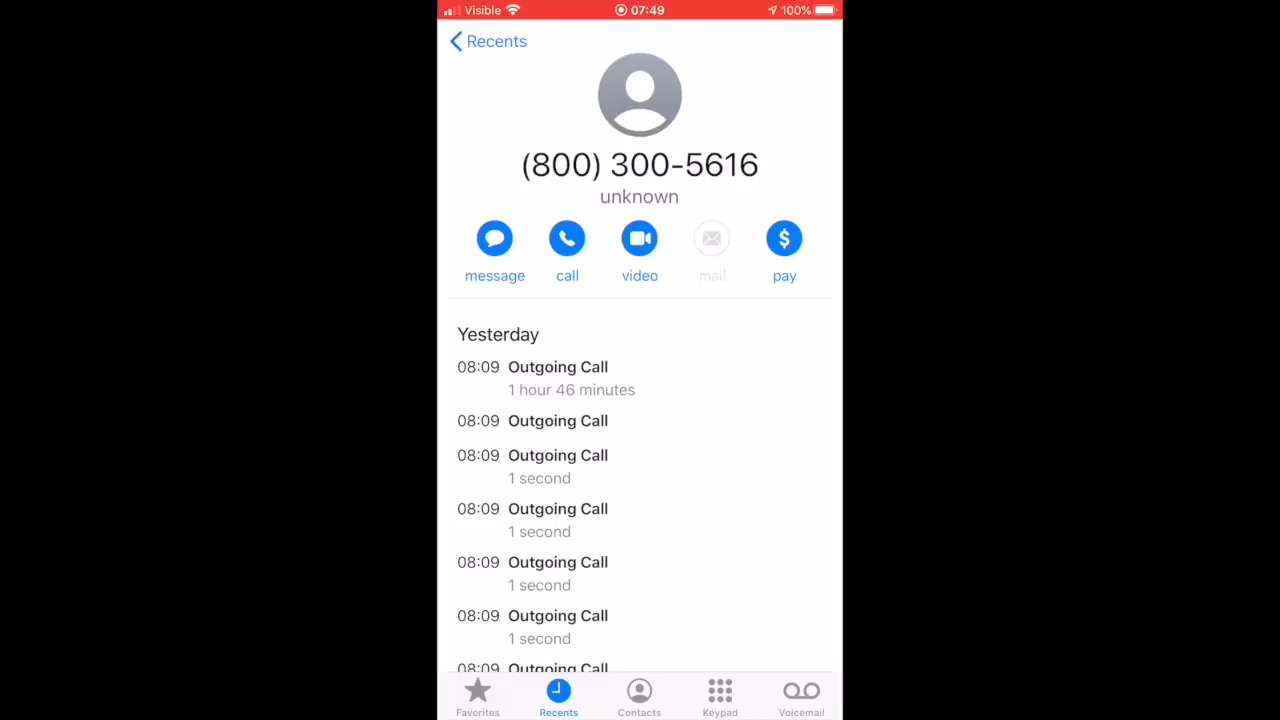 Visible 07:49 100%
Recents
(800) 300-5616
unknown
message call video mail pay
Yesterday
08:09 Outgoing Call
1 hour 46 minutes
08:09 Outgoing Call
08:09 Outgoing Call
1 second
08:09 Outgoing Call
1 second
08:09 Outgoing Call
1 second
08:09 Outgoing Call
1 second
08:09 Outgoing Call
Favorites Recents Contacts Keypad Voicemail